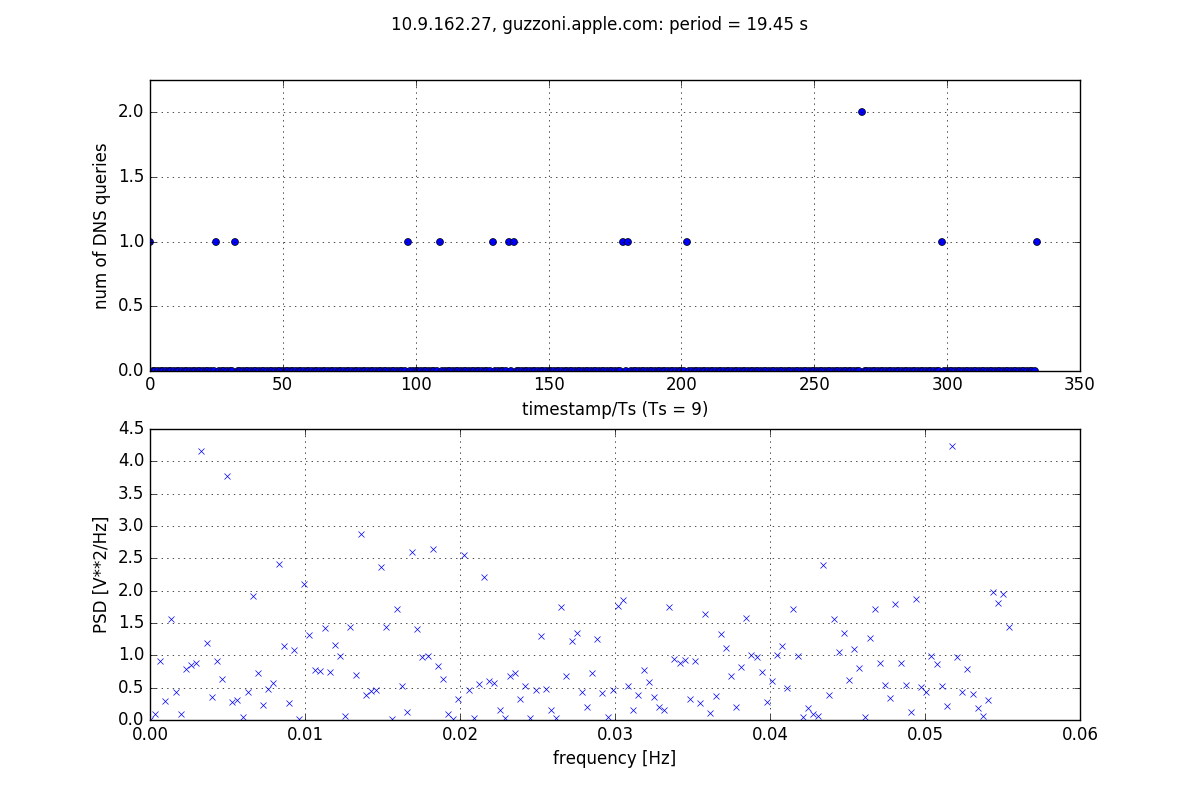 10.9.162.27, guzzoni.apple.com: period = 19.45 s
num of DNS queries
2.0
1.5
1.0
0.5
0.0
0 50 100 150 200 250 300 350
timestamp/Ts (Ts = 9)
PSD [V**2/Hz]
4.5
4.0
3.5
3.0
2.5
2.0
1.5
1.0
0.5
0.0
0.00 0.01 0.02 0.03 0.04 0.05 0.06
frequency [Hz]